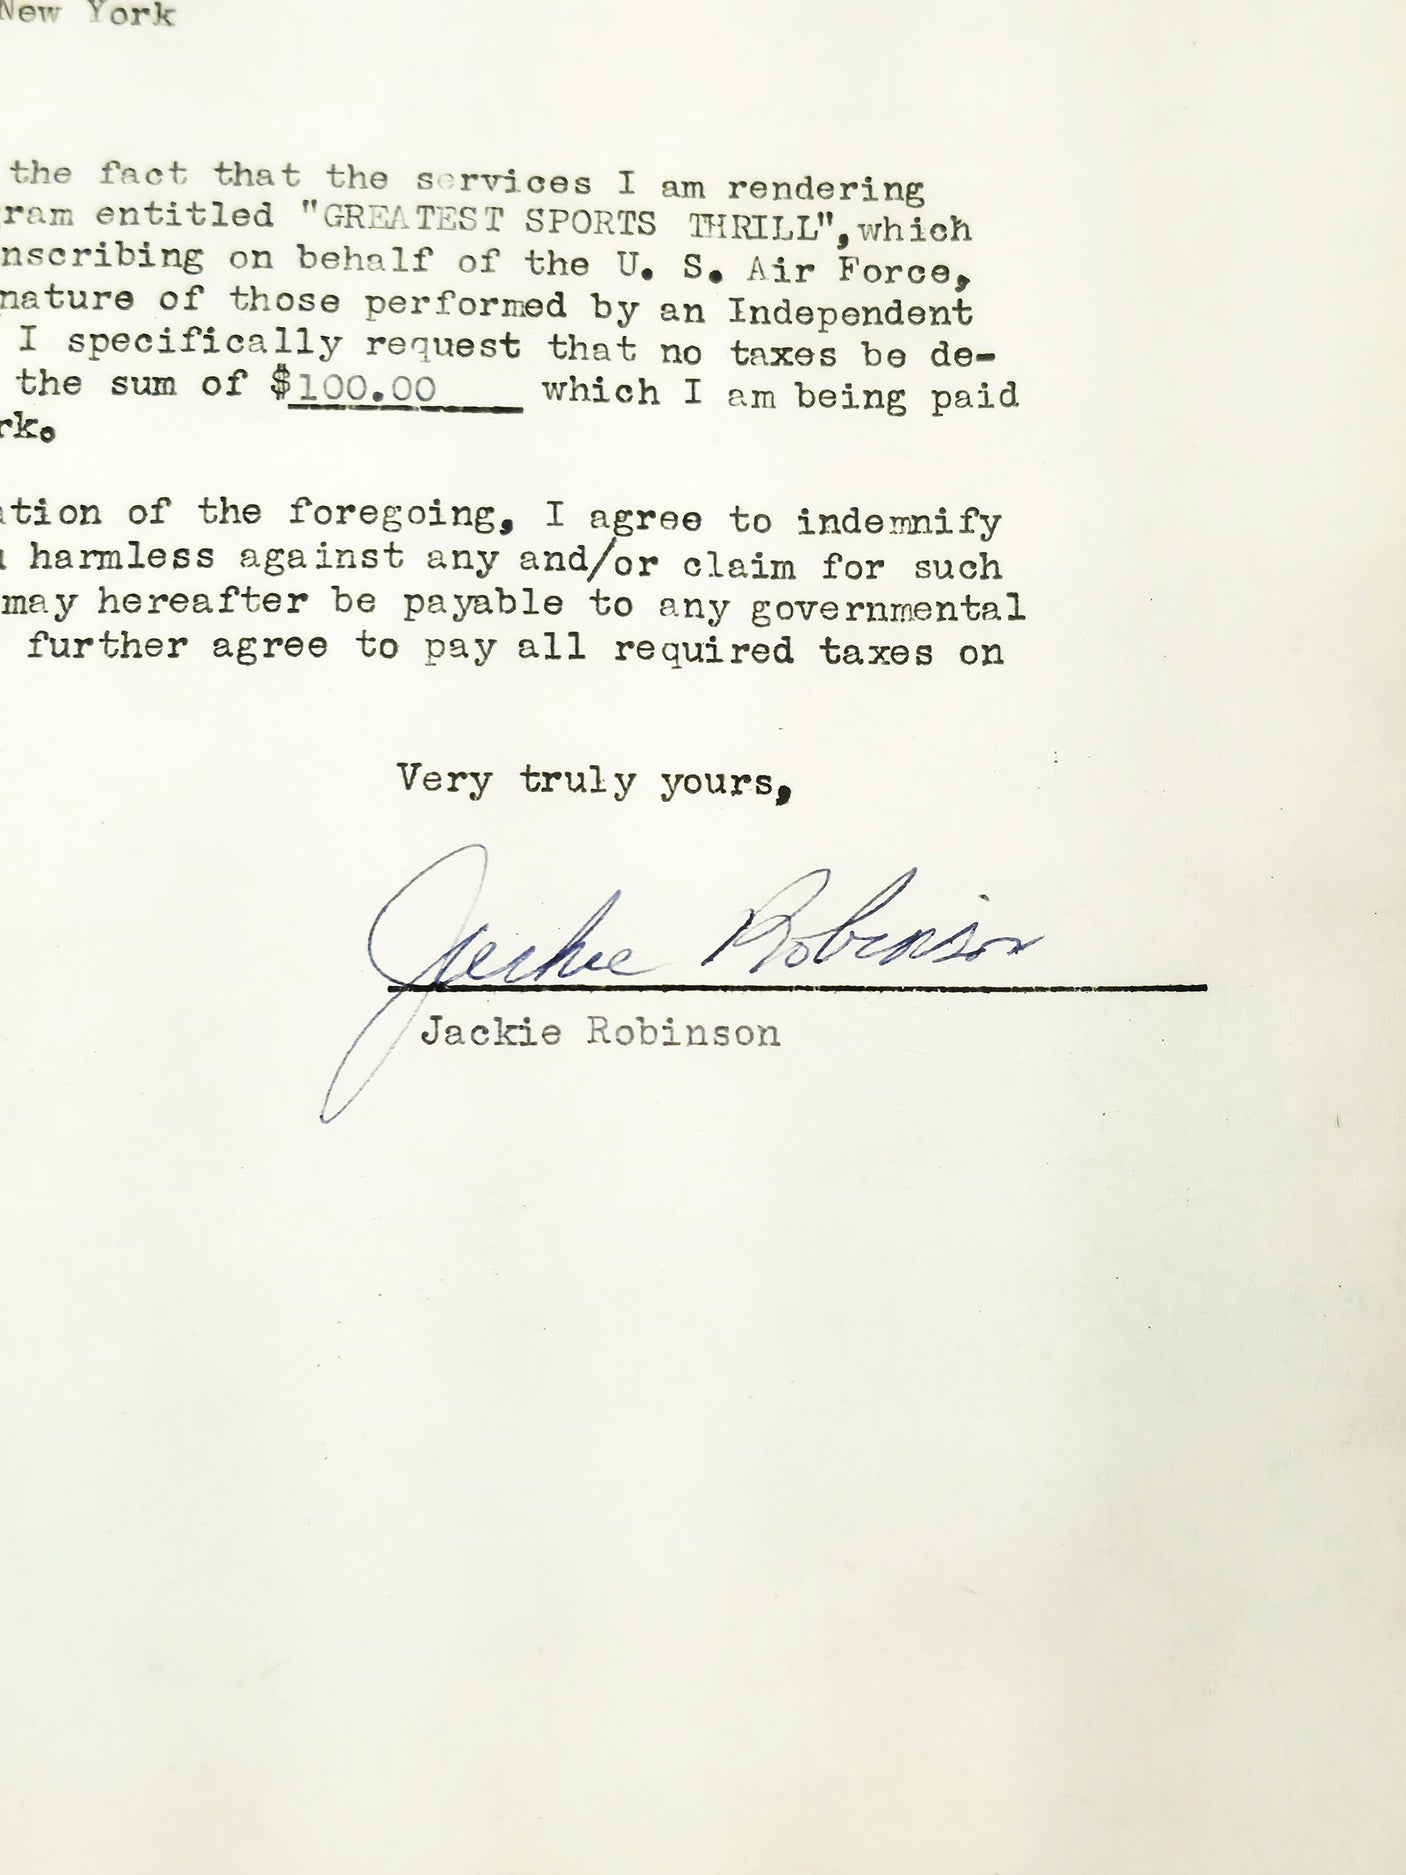 New York
the fact that the services I am rendering
ram entitled "GREATEST SPORTS THRILL",which
nscribing on behalf of the U. S. Air Force,
nature of those performed by an Independent
I specifically request that no taxes be de-
the sum of $100.00 which I am being paid
rk.
ation of the foregoing, I agree to indemnify
harmless against any and/or claim for such
may hereafter be payable to any governmental
further agree to pay all required taxes on
Very truly yours,
Jackie Robinson
Jackie Robinson